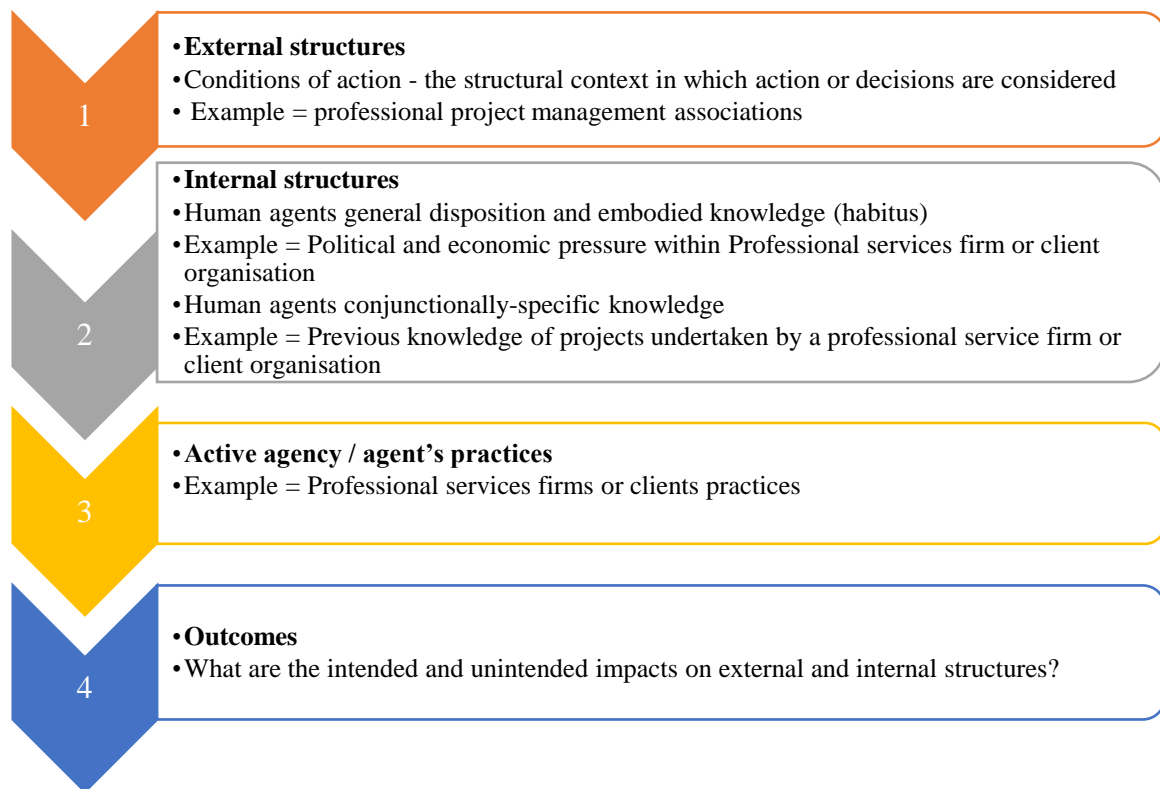 1
•External structures
•Conditions of action - the structural context in which action or decisions are considered
• Example = professional project management associations
2
•Internal structures
•Human agents general disposition and embodied knowledge (habitus)
•Example = Political and economic pressure within Professional services firm or client
organisation
•Human agents conjunctionally-specific knowledge
•Example = Previous knowledge of projects undertaken by a professional service firm or
client organisation
3
•Active agency / agent’s practices
•Example = Professional services firms or clients practices
4
•Outcomes
•What are the intended and unintended impacts on external and internal structures?